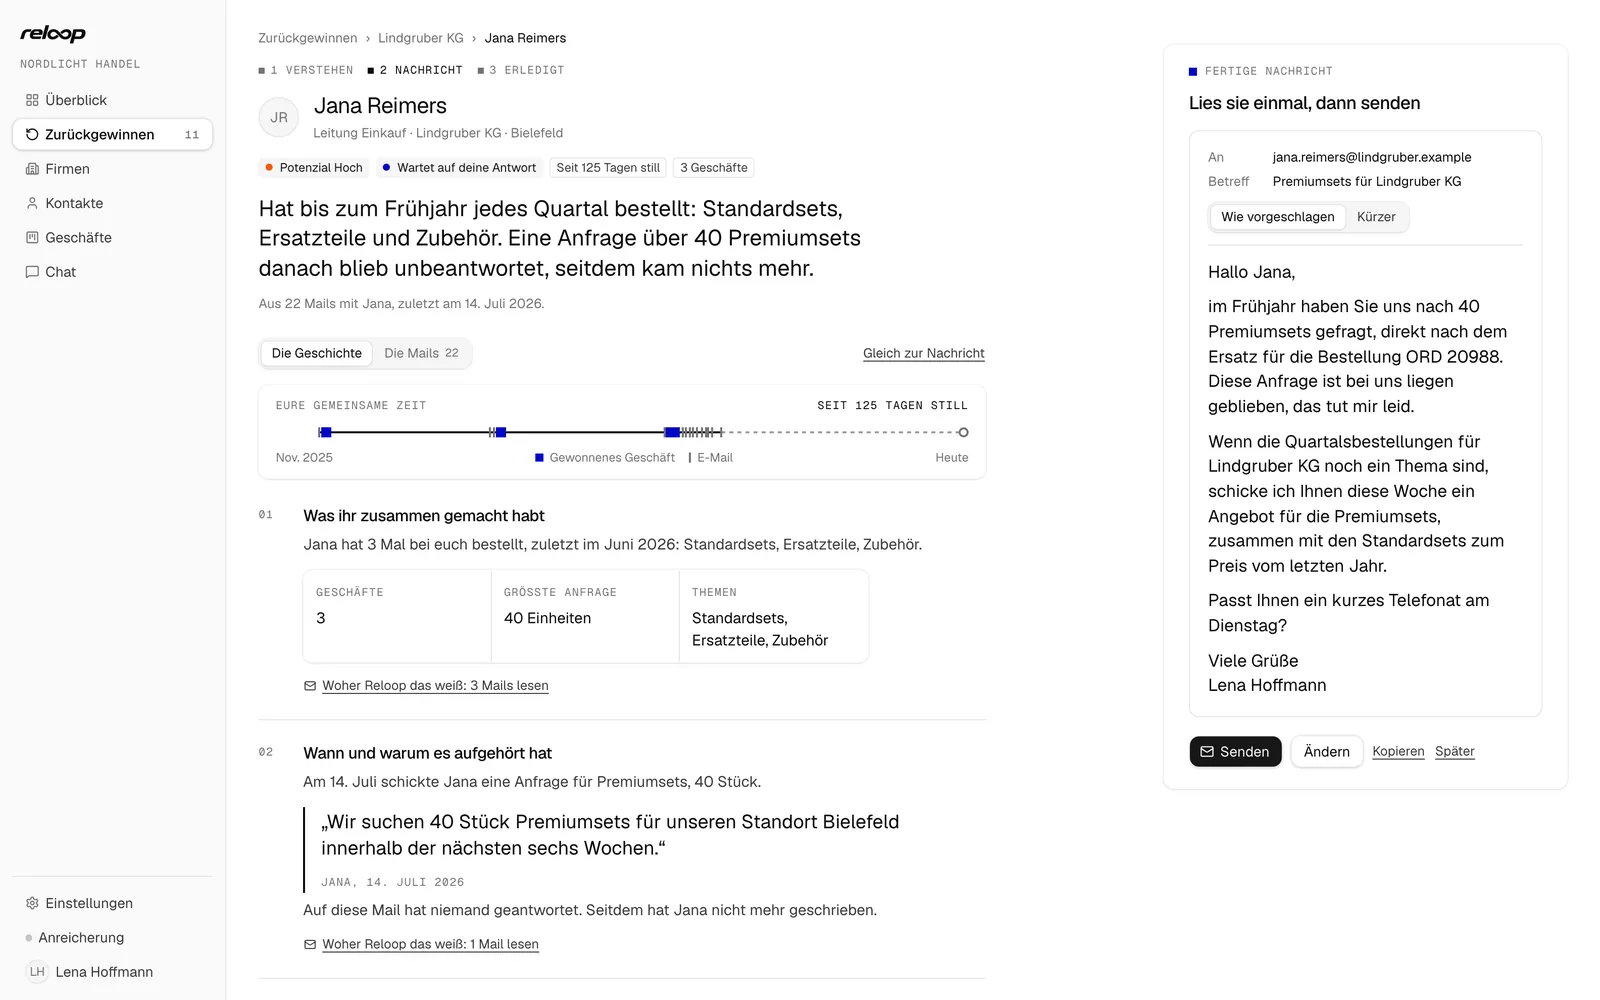 reloop
NORDLICHT HANDEL
Überblick
Zurückgewinnen 11
Firmen
Kontakte
Geschäfte
Chat
Einstellungen
Anreicherung
LH Lena Hoffmann
Zurückgewinnen › Lindgruber KG › Jana Reimers
1 VERSTEHEN 2 NACHRICHT 3 ERLEDIGT
JR
Jana Reimers
Leitung Einkauf · Lindgruber KG · Bielefeld
Potenzial Hoch Wartet auf deine Antwort Seit 125 Tagen still 3 Geschäfte
Hat bis zum Frühjahr jedes Quartal bestellt: Standardsets,
Ersatzteile und Zubehör. Eine Anfrage über 40 Premiumsets
danach blieb unbeantwortet, seitdem kam nichts mehr.
Aus 22 Mails mit Jana, zuletzt am 14. Juli 2026.
Die Geschichte Die Mails 22 Gleich zur Nachricht
EURE GEMEINSAME ZEIT SEIT 125 TAGEN STILL
Nov. 2025 Gewonnenes Geschäft E-Mail Heute
01 Was ihr zusammen gemacht habt
Jana hat 3 Mal bei euch bestellt, zuletzt im Juni 2026: Standardsets, Ersatzteile, Zubehör.
GESCHÄFTE GRÖSSTE ANFRAGE THEMEN
3 40 Einheiten Standardsets,
Ersatzteile, Zubehör
Woher Reloop das weiß: 3 Mails lesen
02 Wann und warum es aufgehört hat
Am 14. Juli schickte Jana eine Anfrage für Premiumsets, 40 Stück.
„Wir suchen 40 Stück Premiumsets für unseren Standort Bielefeld
innerhalb der nächsten sechs Wochen.“
JANA, 14. JULI 2026
Auf diese Mail hat niemand geantwortet. Seitdem hat Jana nicht mehr geschrieben.
Woher Reloop das weiß: 1 Mail lesen
FERTIGE NACHRICHT
Lies sie einmal, dann senden
An jana.reimers@lindgruber.example
Betreff Premiumsets für Lindgruber KG
Wie vorgeschlagen Kürzer
Hallo Jana,
im Frühjahr haben Sie uns nach 40
Premiumsets gefragt, direkt nach dem
Ersatz für die Bestellung ORD 20988.
Diese Anfrage ist bei uns liegen
geblieben, das tut mir leid.
Wenn die Quartalsbestellungen für
Lindgruber KG noch ein Thema sind,
schicke ich Ihnen diese Woche ein
Angebot für die Premiumsets,
zusammen mit den Standardsets zum
Preis vom letzten Jahr.
Passt Ihnen ein kurzes Telefonat am
Dienstag?
Viele Grüße
Lena Hoffmann
Senden Ändern Kopieren Später